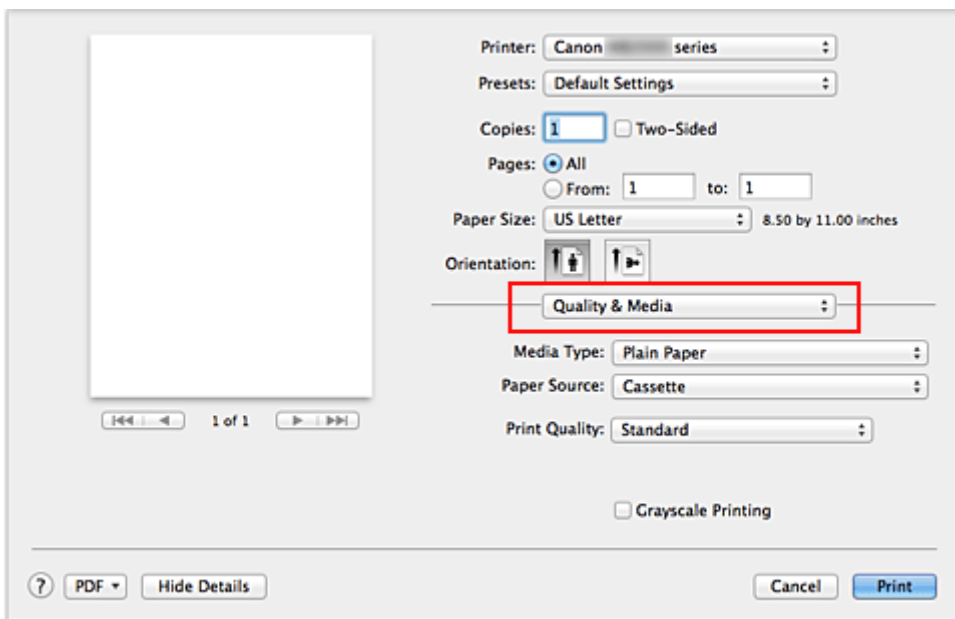 Printer: Canon series
Presets: Default Settings
Copies: 1 Two-Sided
Pages: All
From: 1 to: 1
Paper Size: US Letter 8.50 by 11.00 inches
Orientation:
Quality & Media
Media Type: Plain Paper
Paper Source: Cassette
1 of 1
Print Quality: Standard
Grayscale Printing
? PDF Hide Details Cancel Print